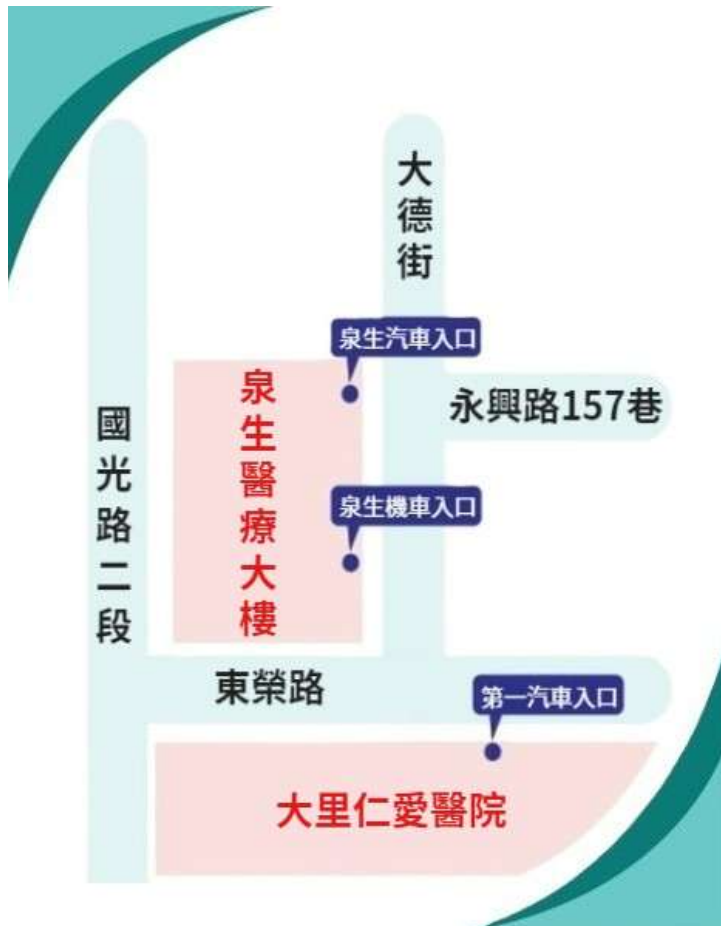 大德街
泉生汽車入口
泉生醫療大樓
永興路157巷
國光路二段
泉生機車入口
東榮路
第一汽車入口
大里仁愛醫院